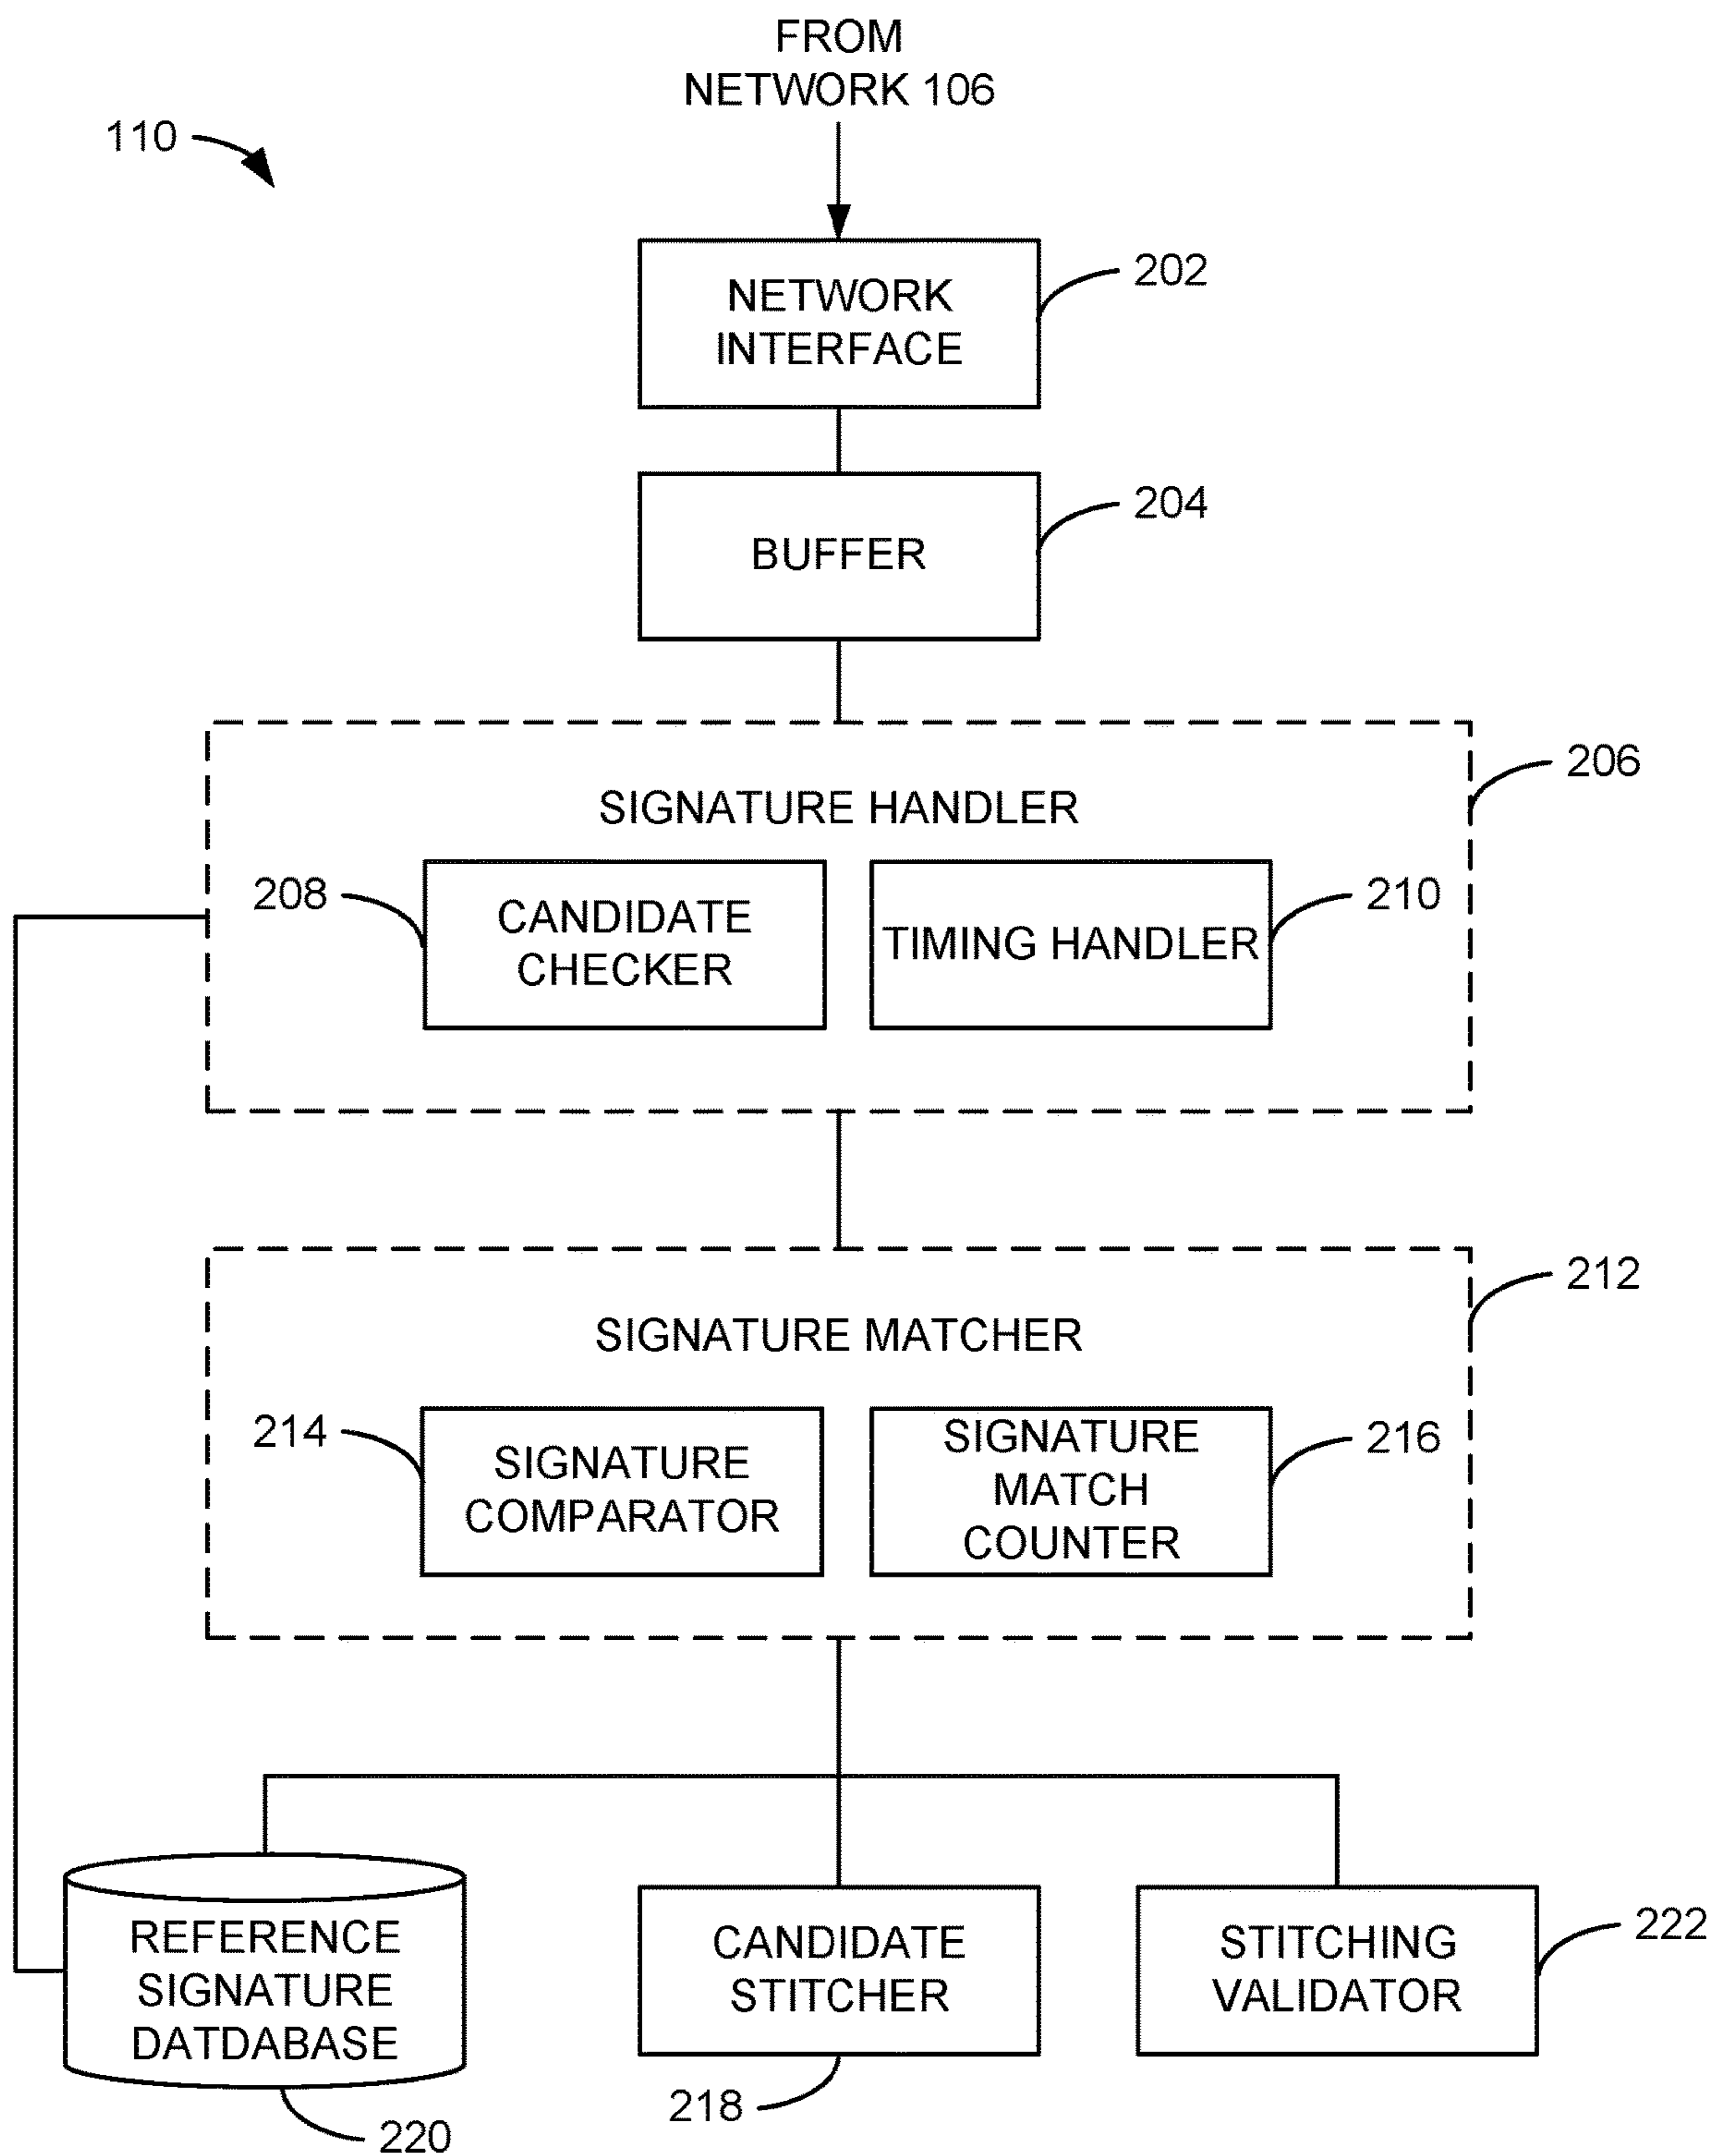 FROM
NETWORK 106
110
NETWORK
INTERFACE
202
BUFFER
204
206
SIGNATURE HANDLER
208
CANDIDATE
CHECKER
TIMING HANDLER
210
212
SIGNATURE MATCHER
214
SIGNATURE
COMPARATOR
SIGNATURE
MATCH
COUNTER
216
REFERENCE
SIGNATURE
DATDABASE
220
CANDIDATE
STITCHER
218
STITCHING
VALIDATOR
222